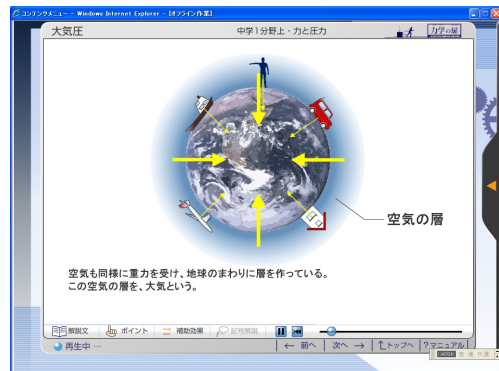 コンテンツメニュー - Windows Internet Explorer - [オフライン作業]
大気圧
中学1分野上・力と圧力
力学の扉
空気の層
空気も同様に重力を受け、地球のまわりに層を作っている。
この空気の層を、大気という。
解説文
ポイント
補助効果
記号解説
再生中 …
← 前へ
次へ →
トップへ
?マニュアル